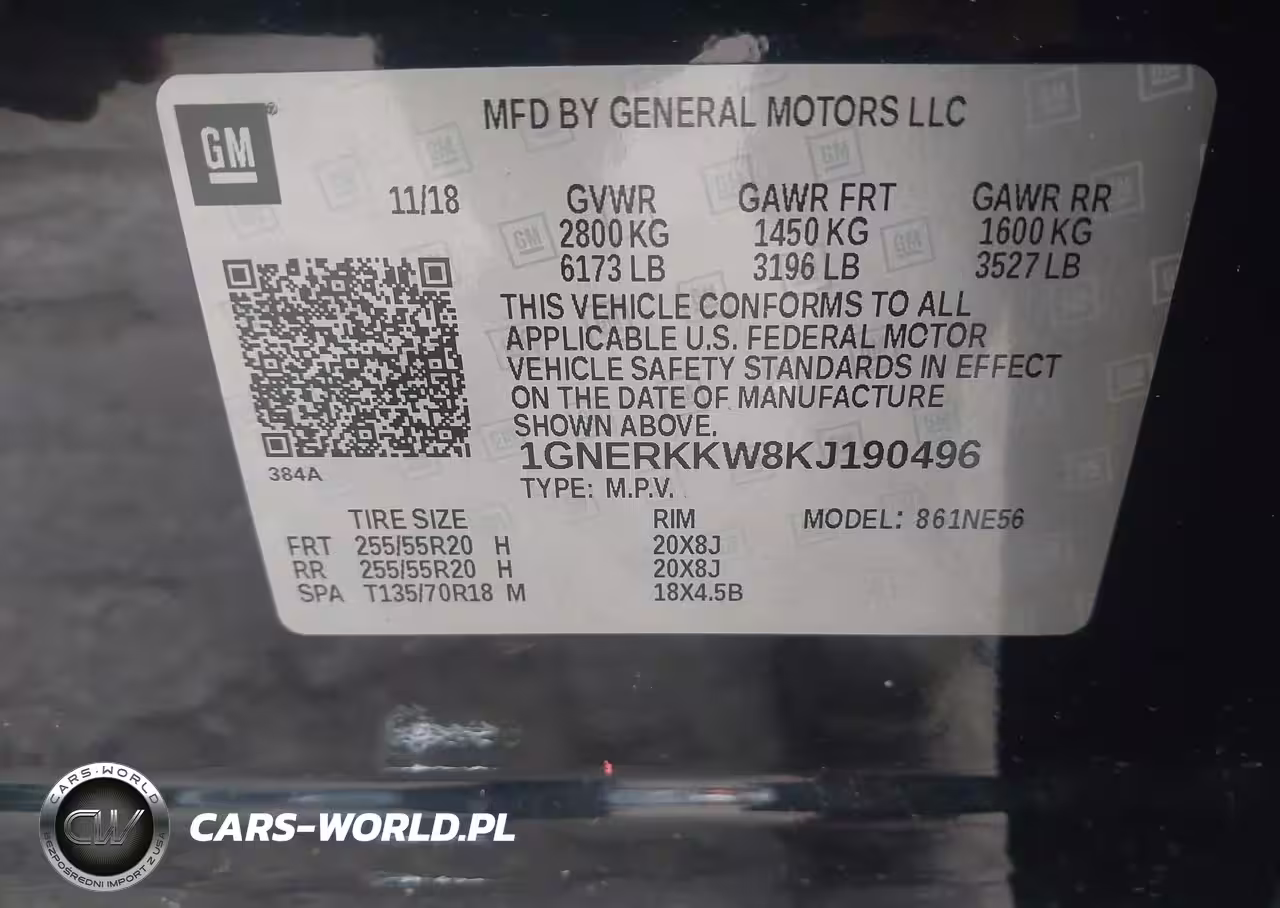 GM
MFD BY GENERAL MOTORS LLC
11/18 GVWR GAWR FRT GAWR RR
2800 KG 1450 KG 1600 KG
6173 LB 3196 LB 3527 LB
THIS VEHICLE CONFORMS TO ALL
APPLICABLE U.S. FEDERAL MOTOR
VEHICLE SAFETY STANDARDS IN EFFECT
ON THE DATE OF MANUFACTURE
SHOWN ABOVE.
1GNERKKW8KJ190496
384A
TYPE: M.P.V.
TIRE SIZE RIM MODEL: 861NE56
FRT 255/55R20 H 20X8J
RR 255/55R20 H 20X8J
SPA T135/70R18 M 18X4.5B
CARS-WORLD
CW
BEZPOŚREDNI IMPORT Z USA
CARS-WORLD.PL